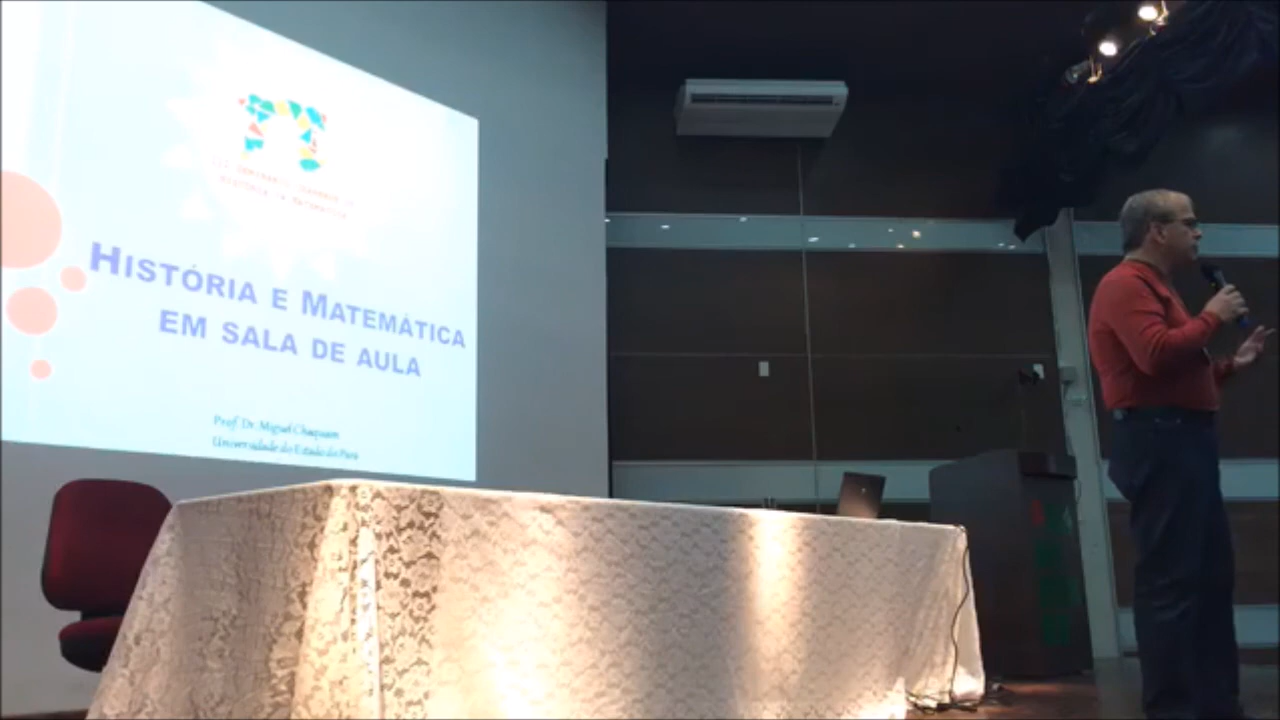 HISTÓRIA E MATEMÁTICA
EM SALA DE AULA
Prof. Dr. Miguel Chaquiam
Universidade do Estado do Pará